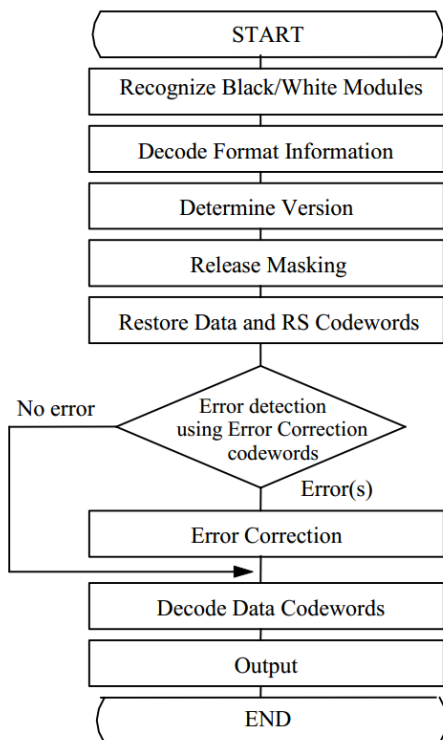 START
Recognize Black/White Modules
Decode Format Information
Determine Version
Release Masking
Restore Data and RS Codewords
No error
Error detection
using Error Correction
codewords
Error(s)
Error Correction
Decode Data Codewords
Output
END